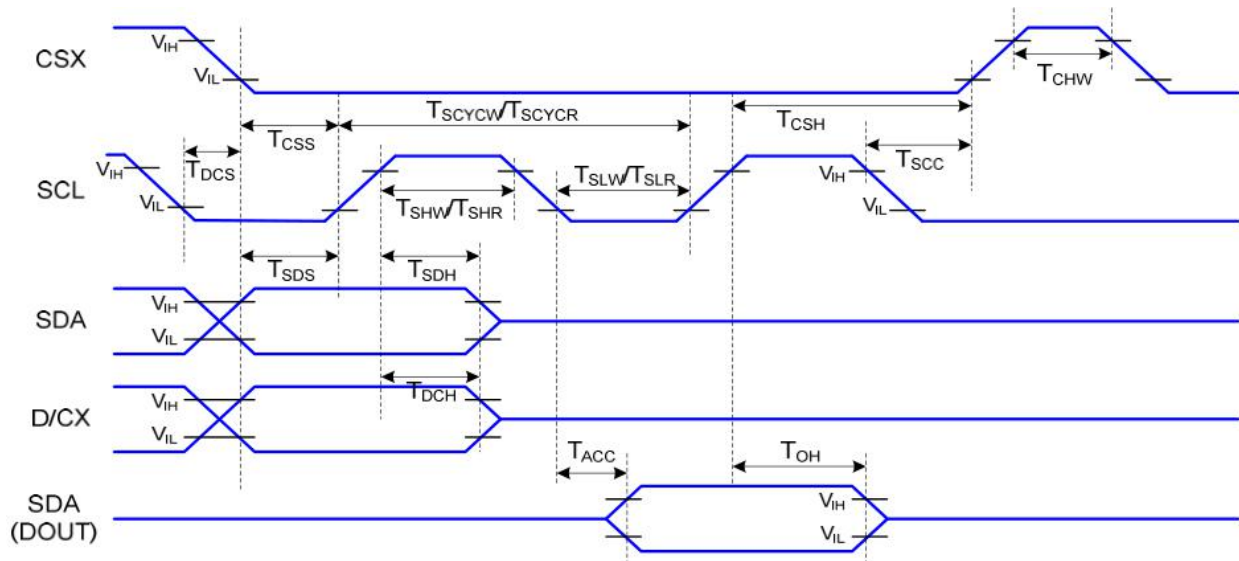 CSX
VIH
VIL
TCHW
TSCYCW/TSCYCR
TCSH
TCSS
TDCS
TSCC
SCL
VIH
VIL
TSHW/TSHR
TSLW/TSLR
VIH
VIL
TSDS
TSDH
SDA
VIH
VIL
TDCH
D/CX
VIH
VIL
TACC
TOH
SDA
(DOUT)
VIH
VIL